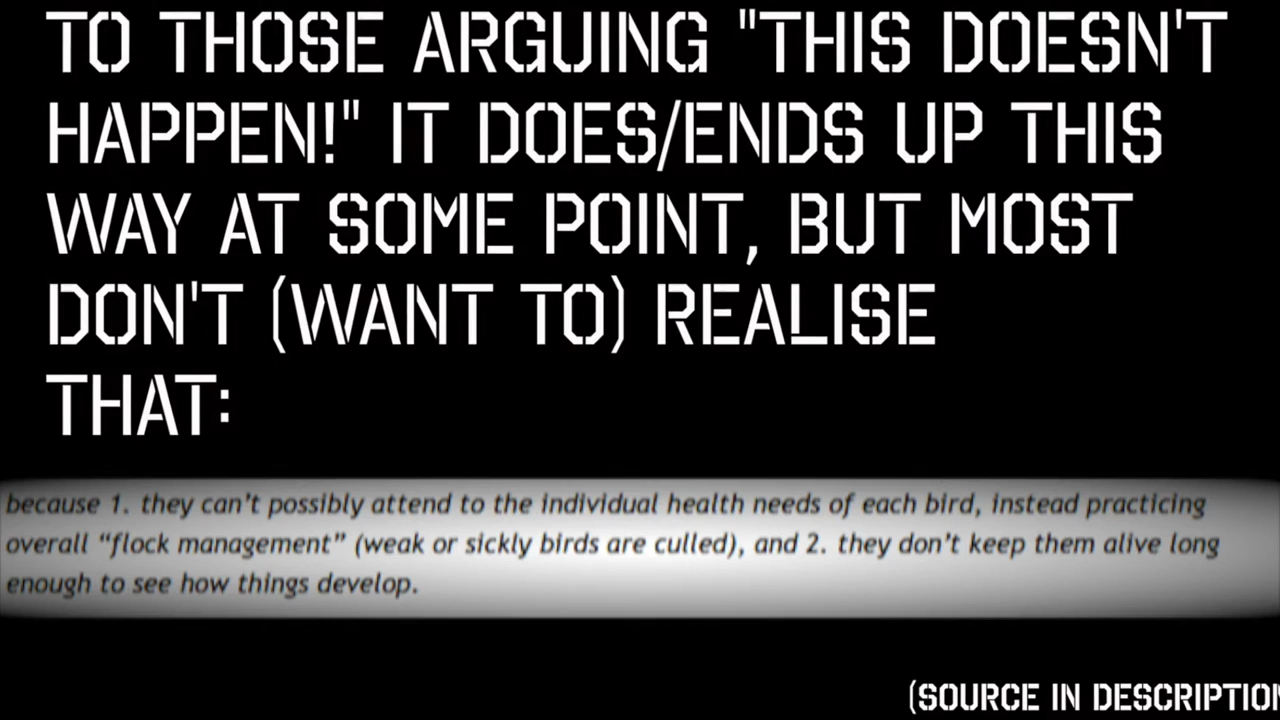 TO THOSE ARGUING "THIS DOESN'T
HAPPEN!" IT DOES/ENDS UP THIS
WAY AT SOME POINT, BUT MOST
DON'T (WANT TO) REALISE
THAT:
because 1. they can't possibly attend to the individual health needs of each bird, instead practicing
overall “flock management” (weak or sickly birds are culled), and 2. they don't keep them alive long
enough to see how things develop.
(SOURCE IN DESCRIPTION